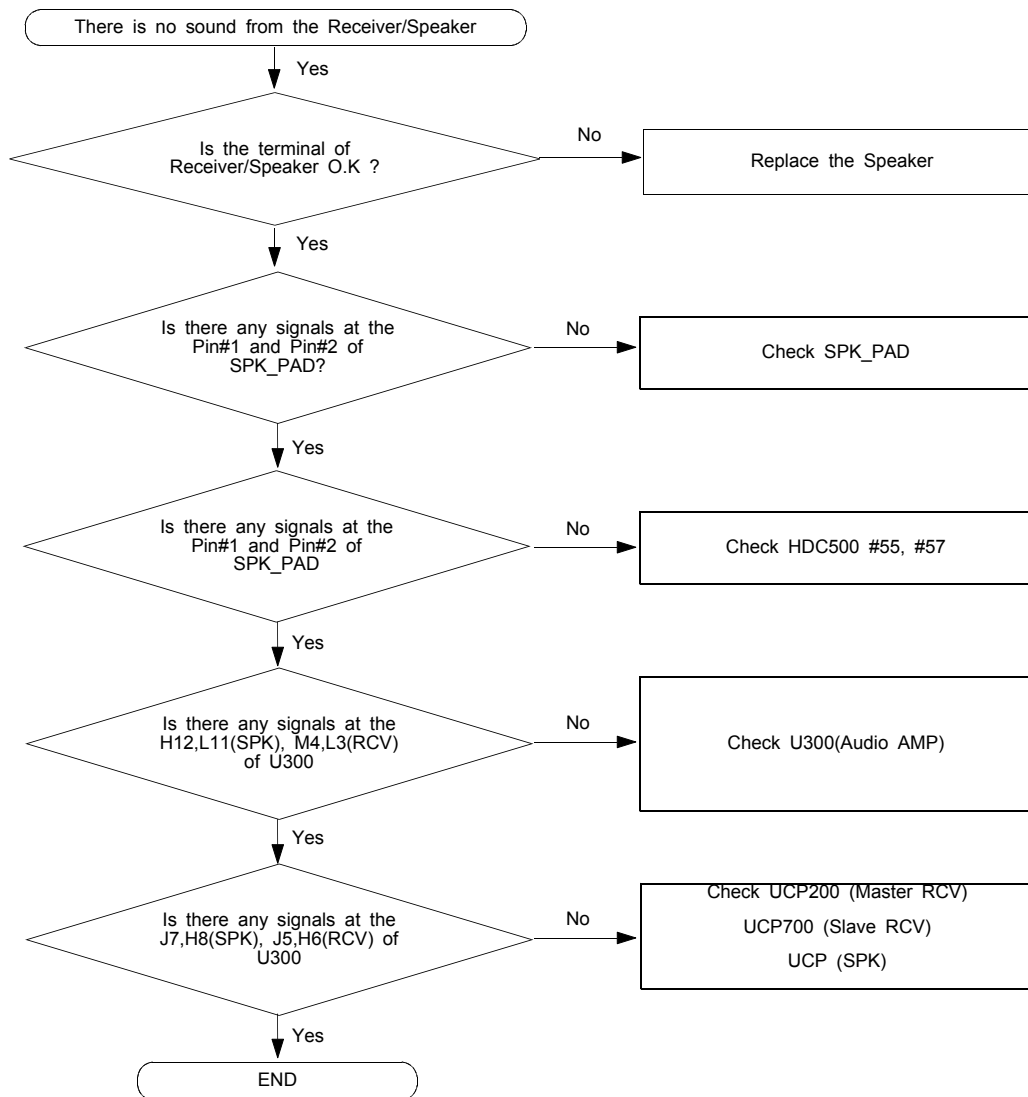 There is no sound from the Receiver/Speaker
Yes
Is the terminal of
Receiver/Speaker O.K ?
No
Replace the Speaker
Yes
Is there any signals at the
Pin#1 and Pin#2 of
SPK_PAD?
No
Check SPK_PAD
Yes
Is there any signals at the
Pin#1 and Pin#2 of
SPK_PAD
No
Check HDC500 #55, #57
Yes
Is there any signals at the
H12,L11(SPK), M4,L3(RCV)
of U300
No
Check U300(Audio AMP)
Yes
Is there any signals at the
J7,H8(SPK), J5,H6(RCV) of
U300
No
Check UCP200 (Master RCV)
UCP700 (Slave RCV)
UCP (SPK)
Yes
END